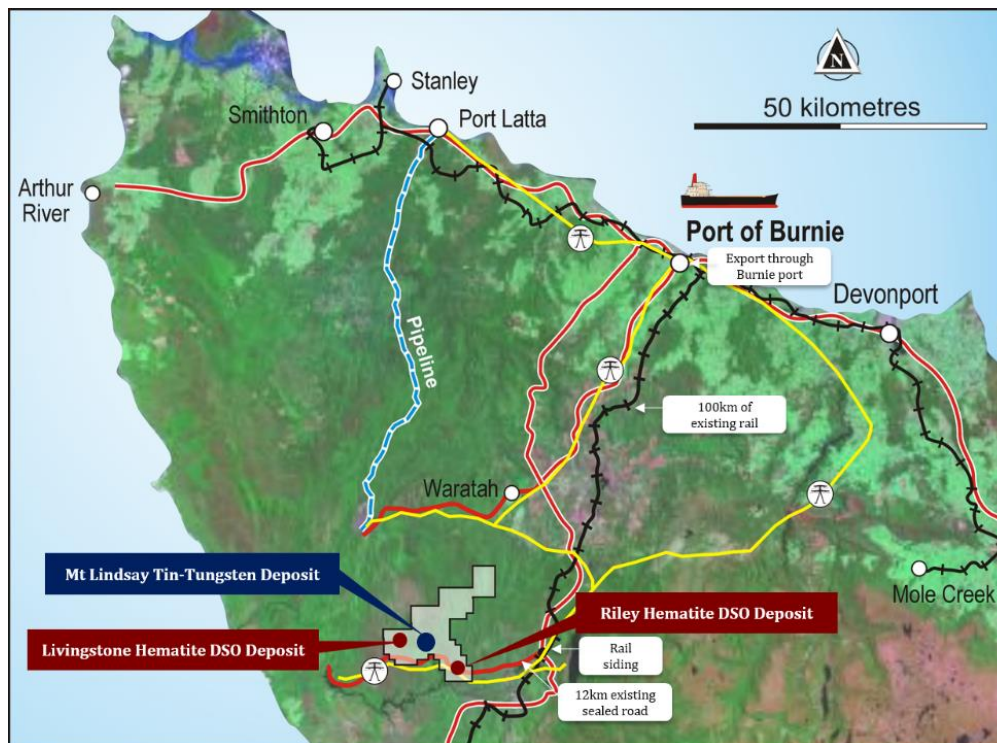 N
50 kilometres
Stanley
Smithton
Port Latta
Arthur
River
Port of Burnie
Export through
Burnie port
Devonport
Pipeline
100km of
existing rail
Waratah
Mt Lindsay Tin-Tungsten Deposit
Mole Creek
Riley Hematite DSO Deposit
Livingstone Hematite DSO Deposit
Rail
siding
12km existing
sealed road